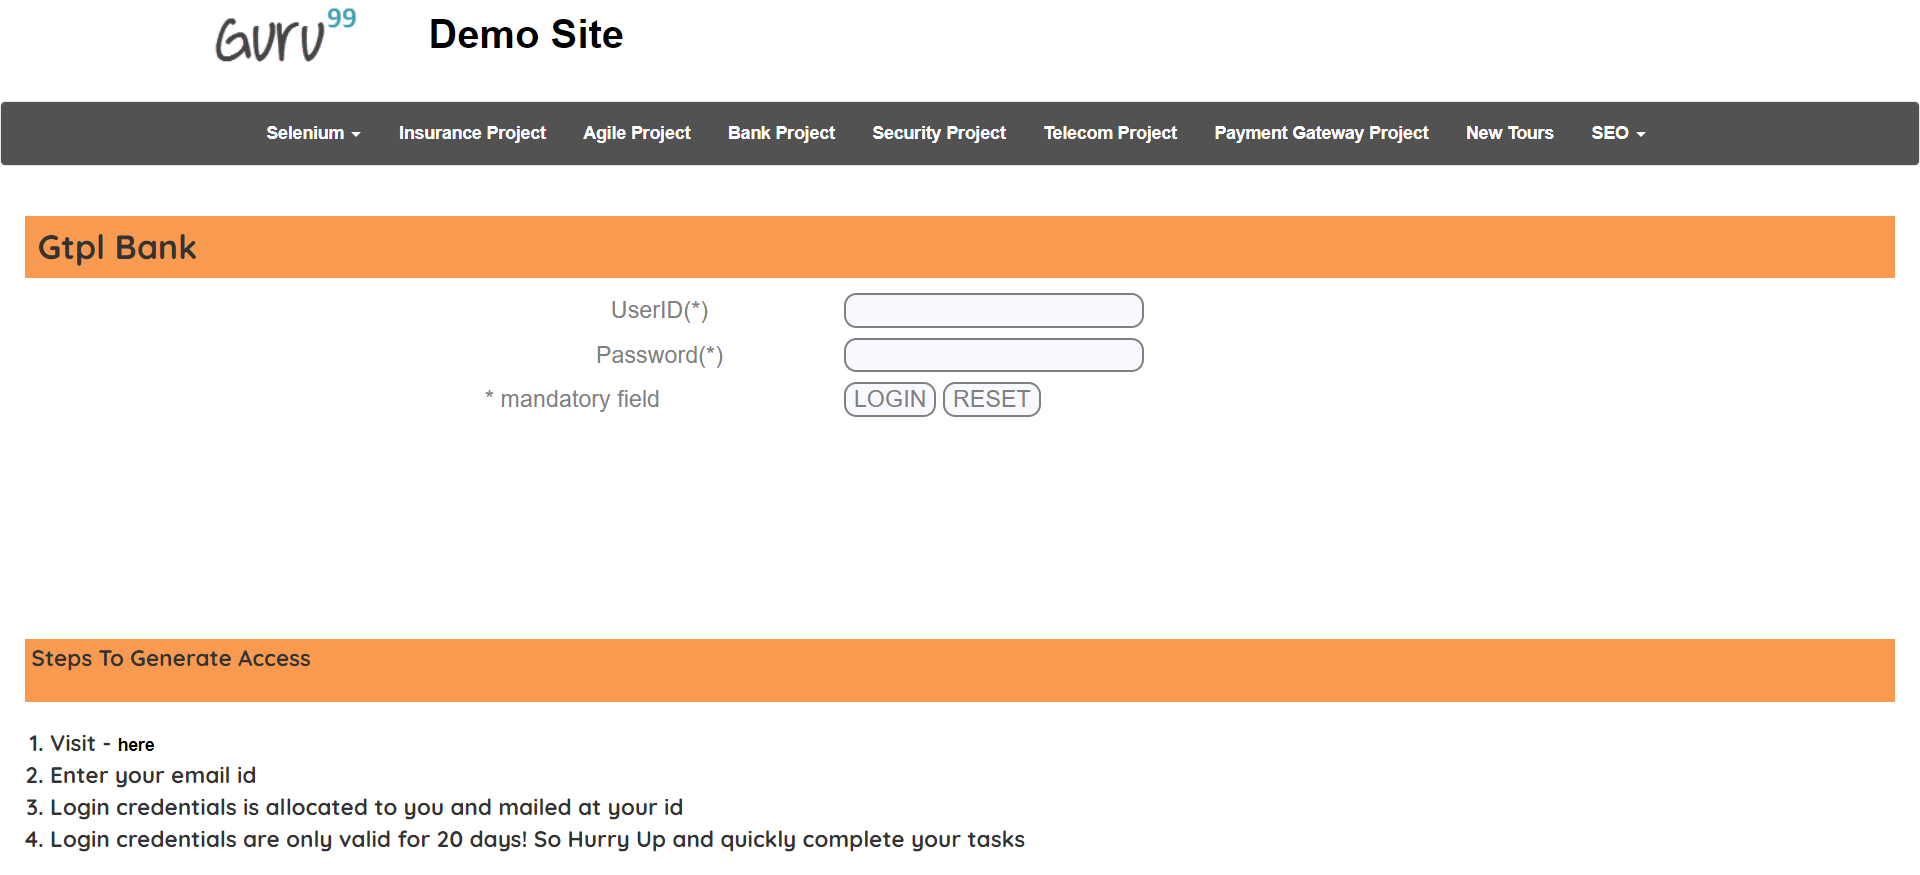 Guru99 Demo Site
Selenium Insurance Project Agile Project Bank Project Security Project Telecom Project Payment Gateway Project New Tours SEO
Gtpl Bank
UserID(*)
Password(*)
* mandatory field LOGIN RESET
Steps To Generate Access
1. Visit - here
2. Enter your email id
3. Login credentials is allocated to you and mailed at your id
4. Login credentials are only valid for 20 days! So Hurry Up and quickly complete your tasks